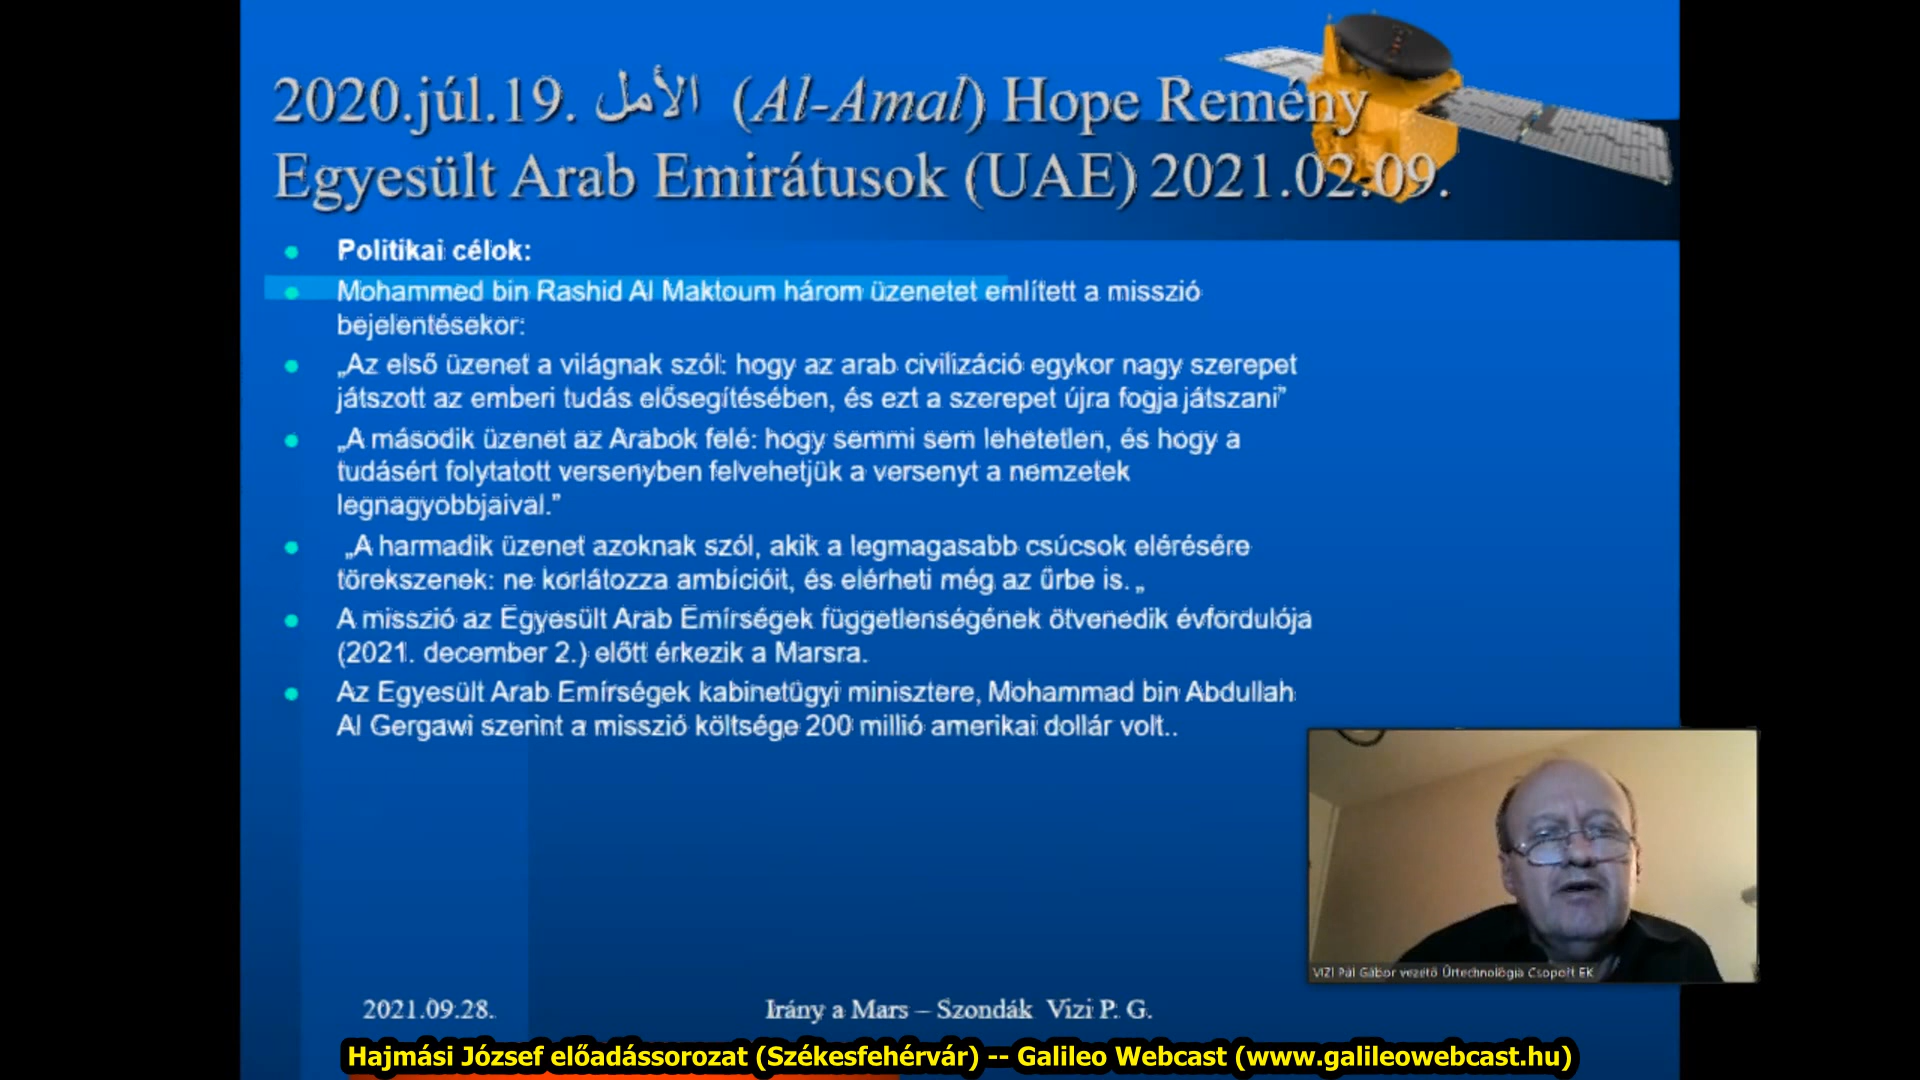 2020.júl.19. الأمل (Al-Amal) Hope Remény
Egyesült Arab Emirátusok (UAE) 2021.02.09.
Politikai célok:
Mohammed bin Rashid Al Maktoum három üzenetet említett a misszió
bejelentésekor:
„Az első üzenet a világnak szól: hogy az arab civilizáció egykor nagy szerepet
játszott az emberi tudás elősegítésében, és ezt a szerepet újra fogja játszani”
„A második üzenet az Arabok felé: hogy semmi sem lehetetlen, és hogy a
tudásért folytatott versenyben felvehetjük a versenyt a nemzetek
legnagyobbjaival.”
„A harmadik üzenet azoknak szól, akik a legmagasabb csúcsok elérésére
törekszenek: ne korlátozza ambícióit, és elérheti még az űrbe is. „
A misszió az Egyesült Arab Emírségek függetlenségének ötvenedik évfordulója
(2021. december 2.) előtt érkezik a Marsra.
Az Egyesült Arab Emírségek kabinetügyi minisztere, Mohammad bin Abdullah
Al Gergawi szerint a misszió költsége 200 millió amerikai dollár volt..
VIZI Pál Gábor vezető Űrtechnológia Csoport EK
2021.09.28.
Irány a Mars – Szondák Vizi P. G.
Hajmási József előadássorozat (Székesfehérvár) -- Galileo Webcast (www.galileowebcast.hu)